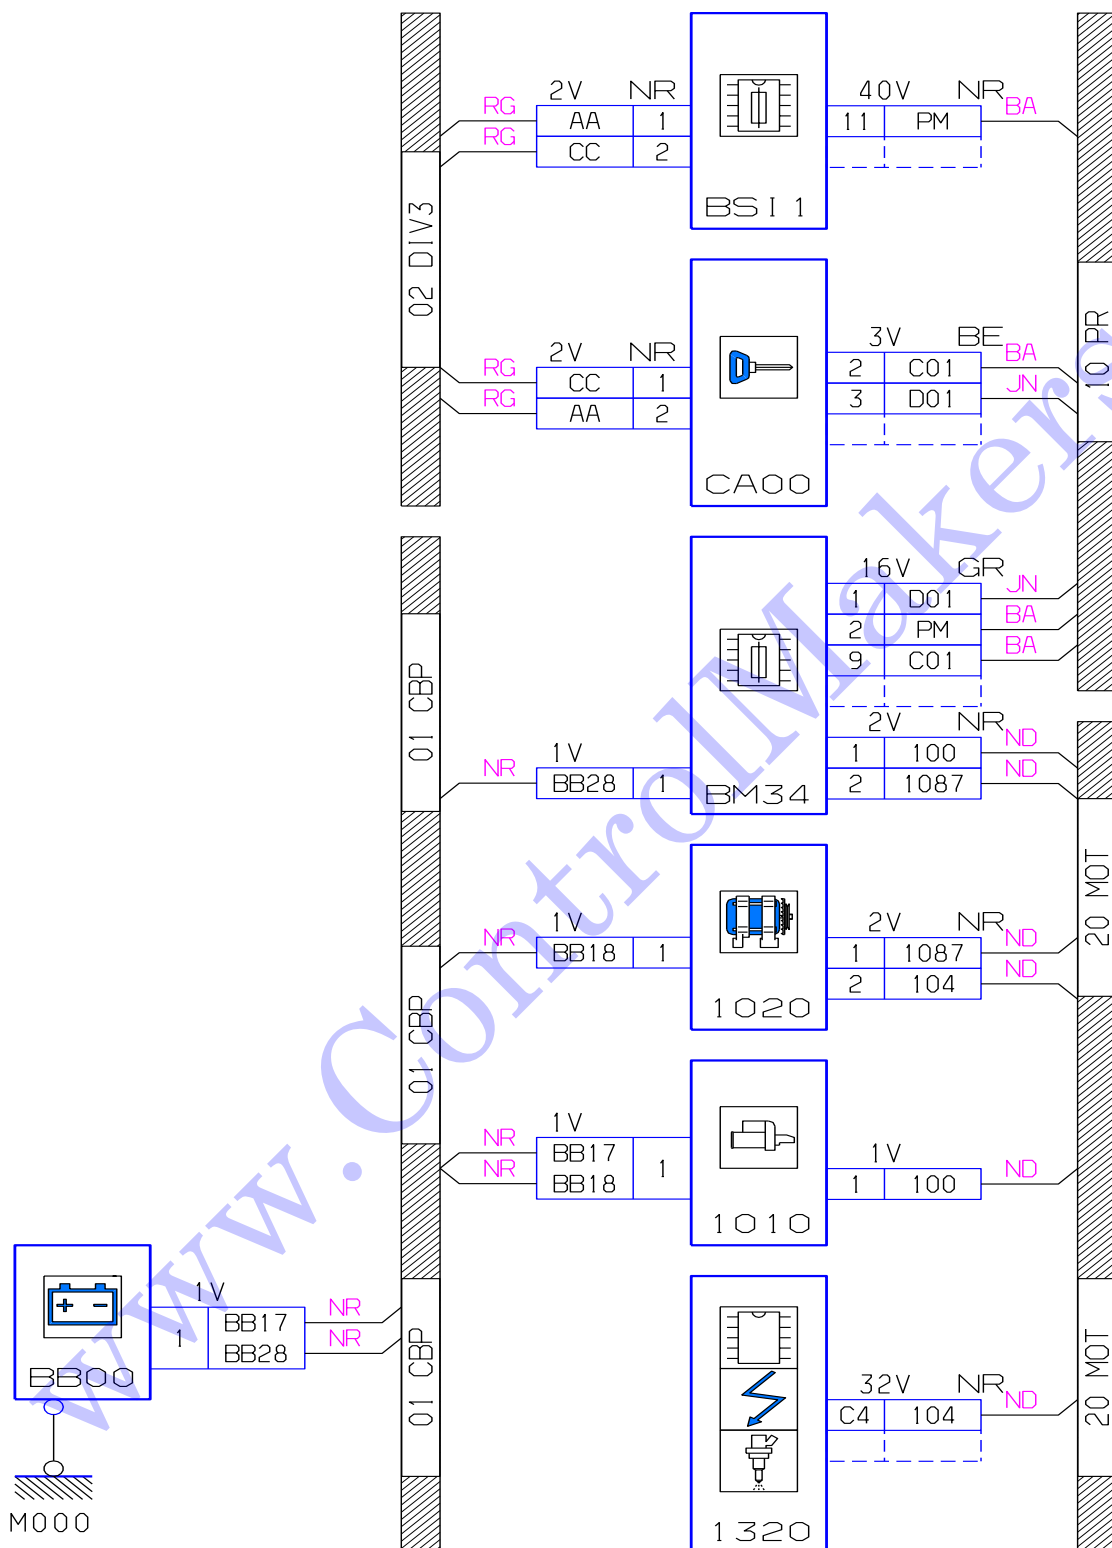 2V NR
RG AA 1
RG CC 2
40V NR
11 PM BA
BSI1
02 DIV3
2V NR
RG CC 1
RG AA 2
3V BE
2 C01 BA
3 D01 JN
CA00
10 PR
16V GR
1 D01 JN
2 PM BA
9 C01 BA
2V NR
1 100 ND
2 1087 ND
1V
NR BB28 1
BM34
01 CBP
1V
NR BB18 1
2V NR
1 1087 ND
2 104 ND
1020
20 MOT
01 CBP
1V
NR BB17
NR BB18
1
1V
1 100 ND
1010
1V
1
BB17 NR
BB28 NR
BB00
M000
01 CBP
32V NR
C4 104 ND
1320
20 MOT
www.ControlMakers